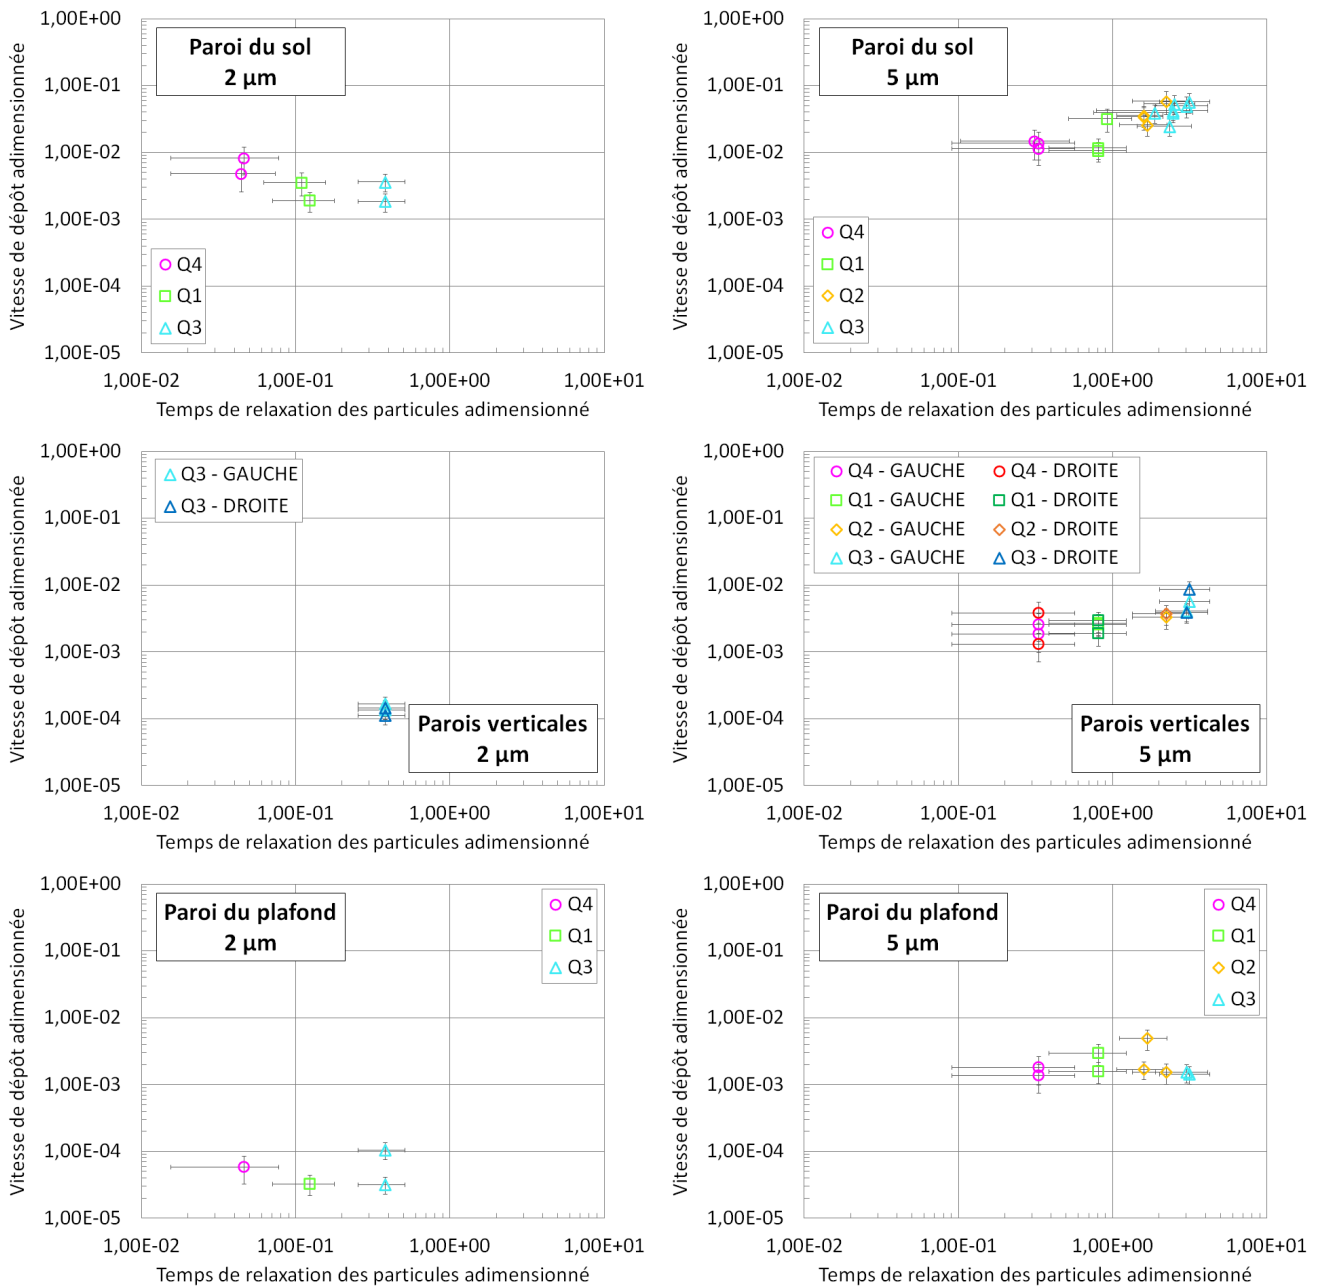 Vitesse de dépôt adimensionnée
1,00E+00
1,00E-01
1,00E-02
1,00E-03
1,00E-04
1,00E-05
Paroi du sol
2 µm
Q4
Q1
Q3
1,00E-02
1,00E-01
1,00E+00
1,00E+01
Temps de relaxation des particules adimensionné
Vitesse de dépôt adimensionnée
1,00E+00
1,00E-01
1,00E-02
1,00E-03
1,00E-04
1,00E-05
Paroi du sol
5 µm
Q4
Q1
Q2
Q3
1,00E-02
1,00E-01
1,00E+00
1,00E+01
Temps de relaxation des particules adimensionné
Vitesse de dépôt adimensionnée
1,00E+00
1,00E-01
1,00E-02
1,00E-03
1,00E-04
1,00E-05
Q3 - GAUCHE
Q3 - DROITE
Parois verticales
2 µm
1,00E-02
1,00E-01
1,00E+00
1,00E+01
Temps de relaxation des particules adimensionné
Vitesse de dépôt adimensionnée
1,00E+00
1,00E-01
1,00E-02
1,00E-03
1,00E-04
1,00E-05
Q4 - GAUCHE
Q4 - DROITE
Q1 - GAUCHE
Q1 - DROITE
Q2 - GAUCHE
Q2 - DROITE
Q3 - GAUCHE
Q3 - DROITE
Parois verticales
5 µm
1,00E-02
1,00E-01
1,00E+00
1,00E+01
Temps de relaxation des particules adimensionné
Vitesse de dépôt adimensionnée
1,00E+00
1,00E-01
1,00E-02
1,00E-03
1,00E-04
1,00E-05
Paroi du plafond
2 µm
Q4
Q1
Q3
1,00E-02
1,00E-01
1,00E+00
1,00E+01
Temps de relaxation des particules adimensionné
Vitesse de dépôt adimensionnée
1,00E+00
1,00E-01
1,00E-02
1,00E-03
1,00E-04
1,00E-05
Paroi du plafond
5 µm
Q4
Q1
Q2
Q3
1,00E-02
1,00E-01
1,00E+00
1,00E+01
Temps de relaxation des particules adimensionné